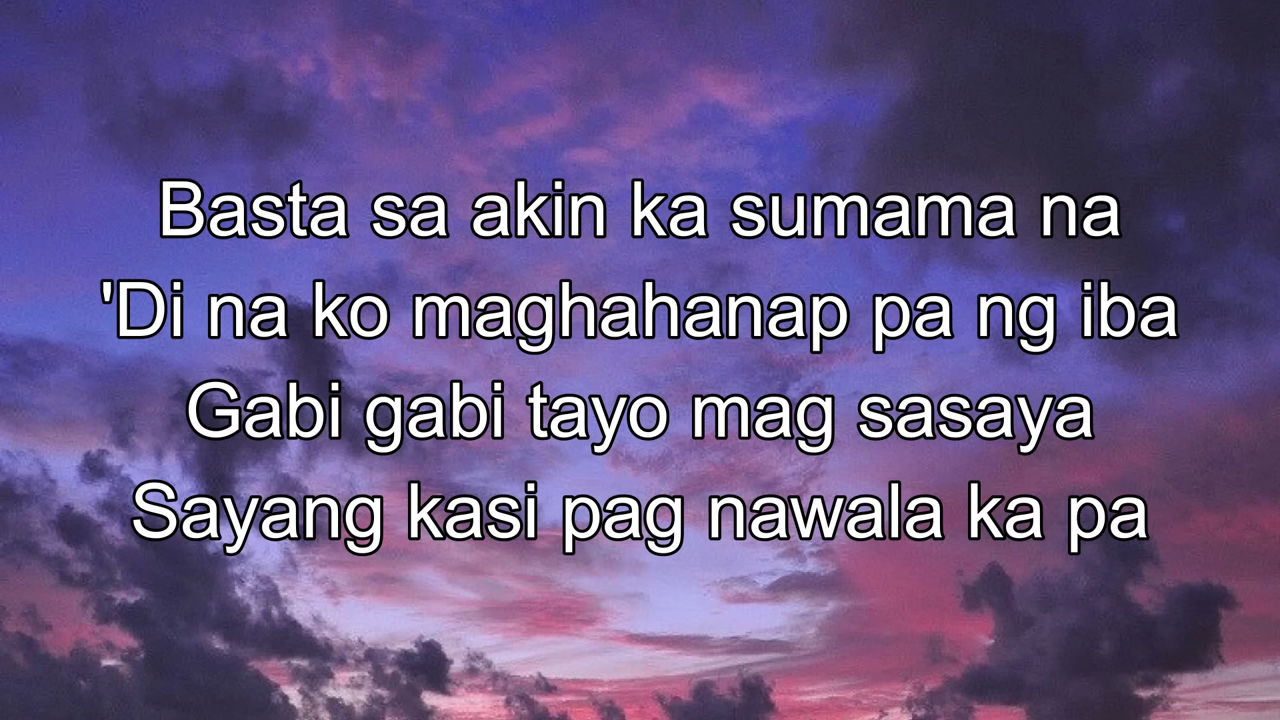 Basta sa akin ka sumama na
'Di na ko maghahanap pa ng iba
Gabi gabi tayo mag sasaya
Sayang kasi pag nawala ka pa